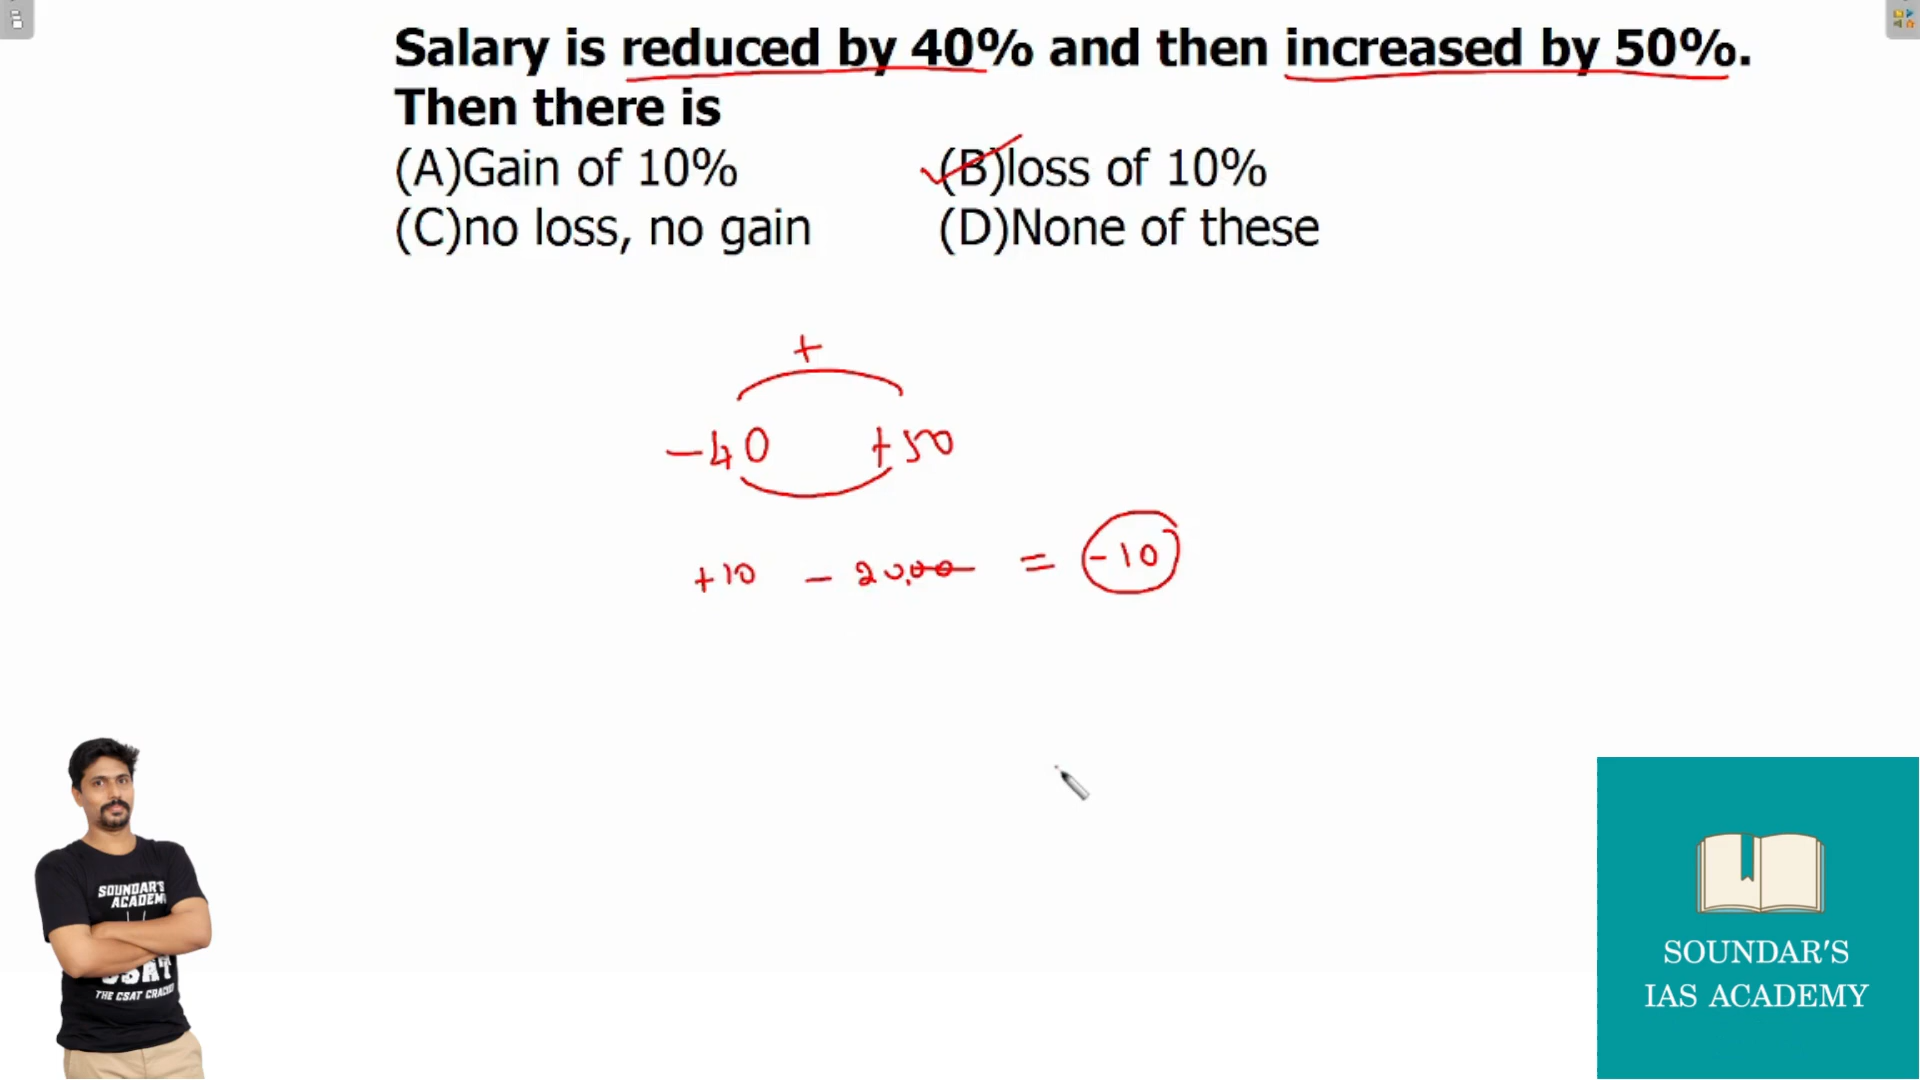 Salary is reduced by 40% and then increased by 50%.
Then there is
(A)Gain of 10% (B)loss of 10%
(C)no loss, no gain (D)None of these
+
-40 +50
+10 - 20.00 = -10
SOUNDAR'S
ACADEMY
CSAT
THE CSAT CRACKER
SOUNDAR'S
IAS ACADEMY